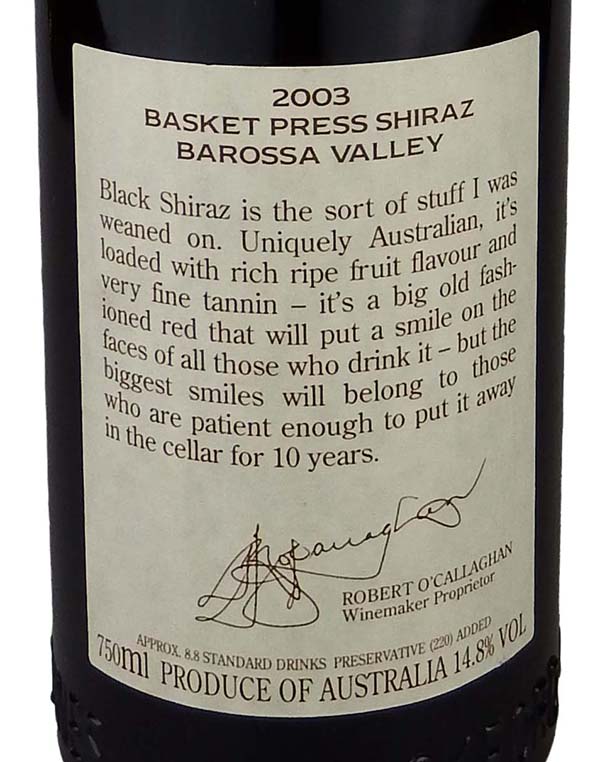 2003
BASKET PRESS SHIRAZ
BAROSSA VALLEY
Black Shiraz is the sort of stuff I was
weaned on. Uniquely Australian, it's
loaded with rich ripe fruit flavour and
very fine tannin – it's a big old fash-
ioned red that will put a smile on the
faces of all those who drink it – but the
biggest smiles will belong to those
who are patient enough to put it away
in the cellar for 10 years.
ROBERT O'CALLAGHAN
Winemaker Proprietor
APPROX. 8.8 STANDARD DRINKS PRESERVATIVE (220) ADDED
750ml PRODUCE OF AUSTRALIA 14.8% VOL